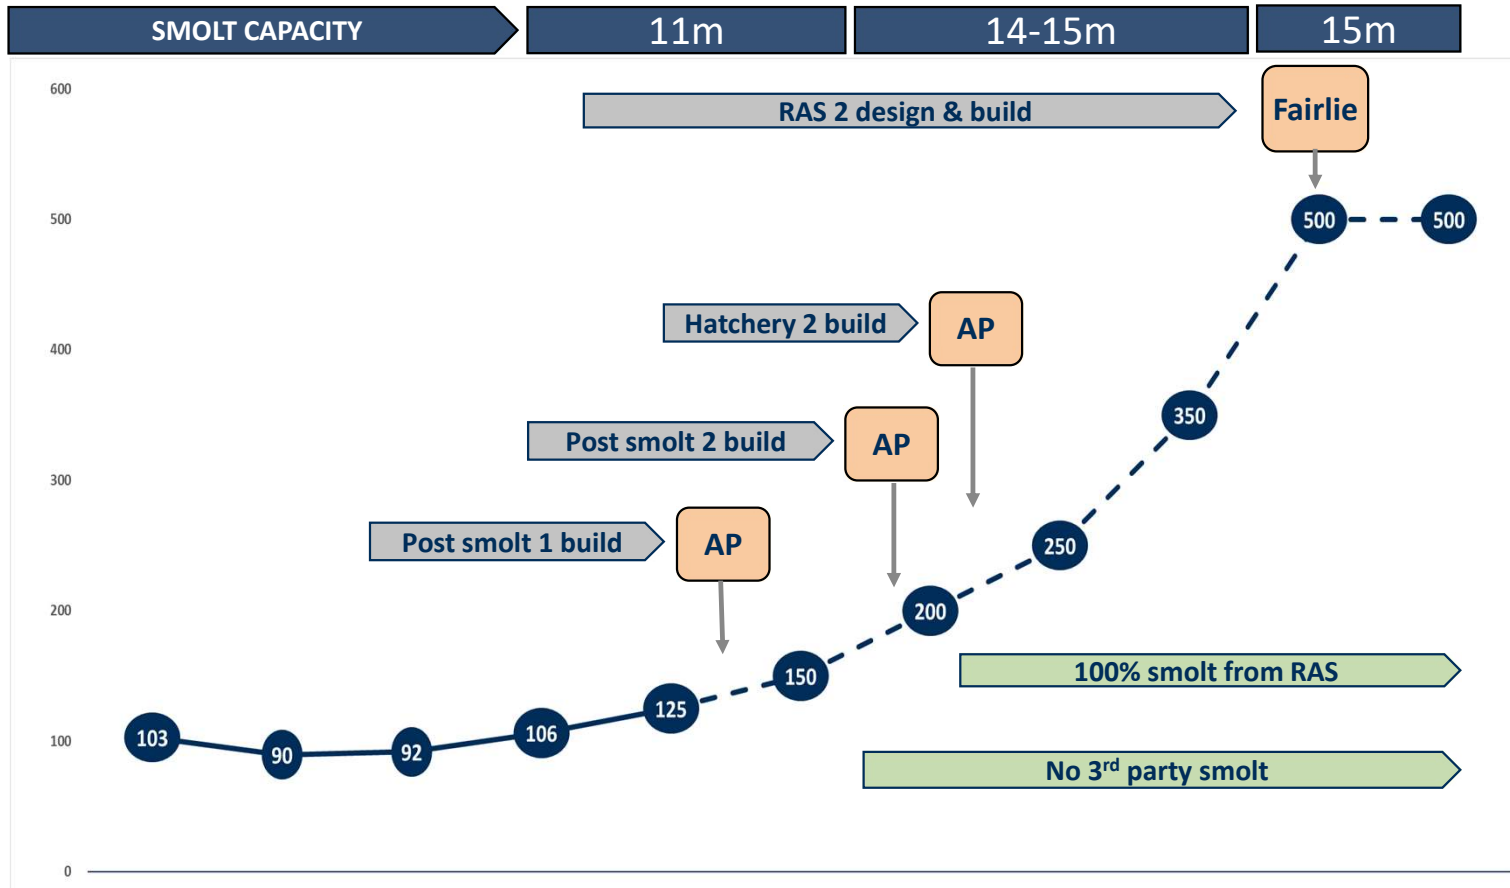 SMOLT CAPACITY
11m
14-15m
15m
600
RAS 2 design & build
Fairlie
500
500
500
Hatchery 2 build
AP
400
350
Post smolt 2 build
AP
300
Post smolt 1 build
AP
250
200
200
150
125
100% smolt from RAS
103
90
92
106
100
No 3rd party smolt
0